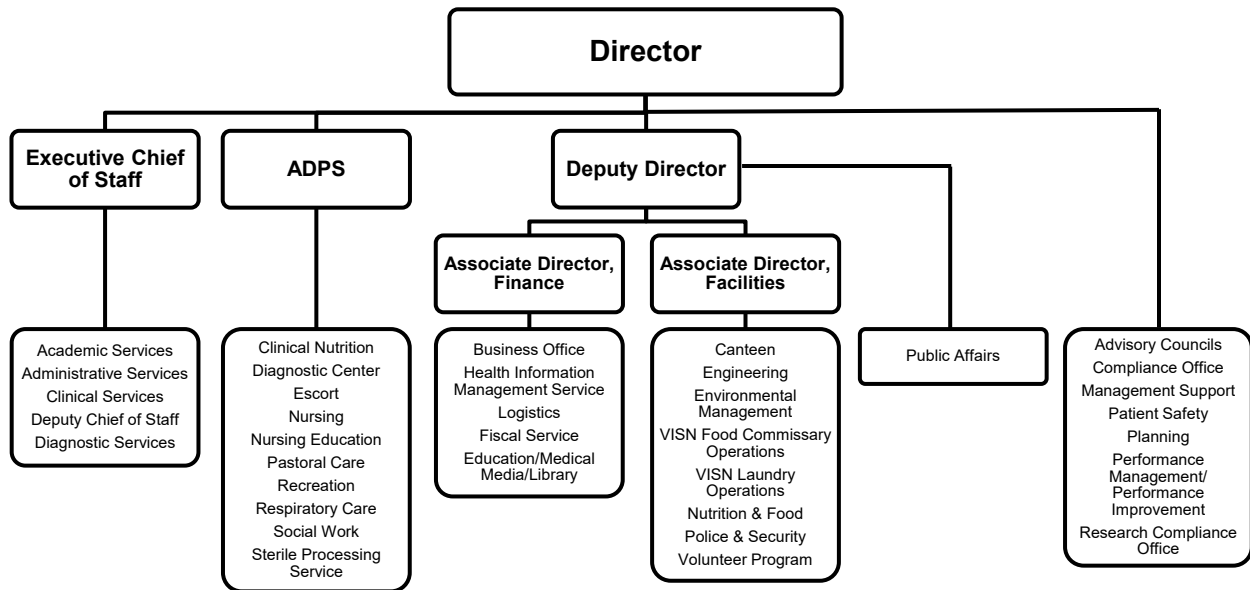 Director
Executive Chief
of Staff
ADPS
Deputy Director
Associate Director,
Finance
Associate Director,
Facilities
Academic Services
Administrative Services
Clinical Services
Deputy Chief of Staff
Diagnostic Services
Clinical Nutrition
Diagnostic Center
Escort
Nursing
Nursing Education
Pastoral Care
Recreation
Respiratory Care
Social Work
Sterile Processing
Service
Business Office
Health Information
Management Service
Logistics
Fiscal Service
Education/Medical
Media/Library
Canteen
Engineering
Environmental
Management
VISN Food Commissary
Operations
VISN Laundry
Operations
Nutrition & Food
Police & Security
Volunteer Program
Public Affairs
Advisory Councils
Compliance Office
Management Support
Patient Safety
Planning
Performance
Management/
Performance
Improvement
Research Compliance
Office